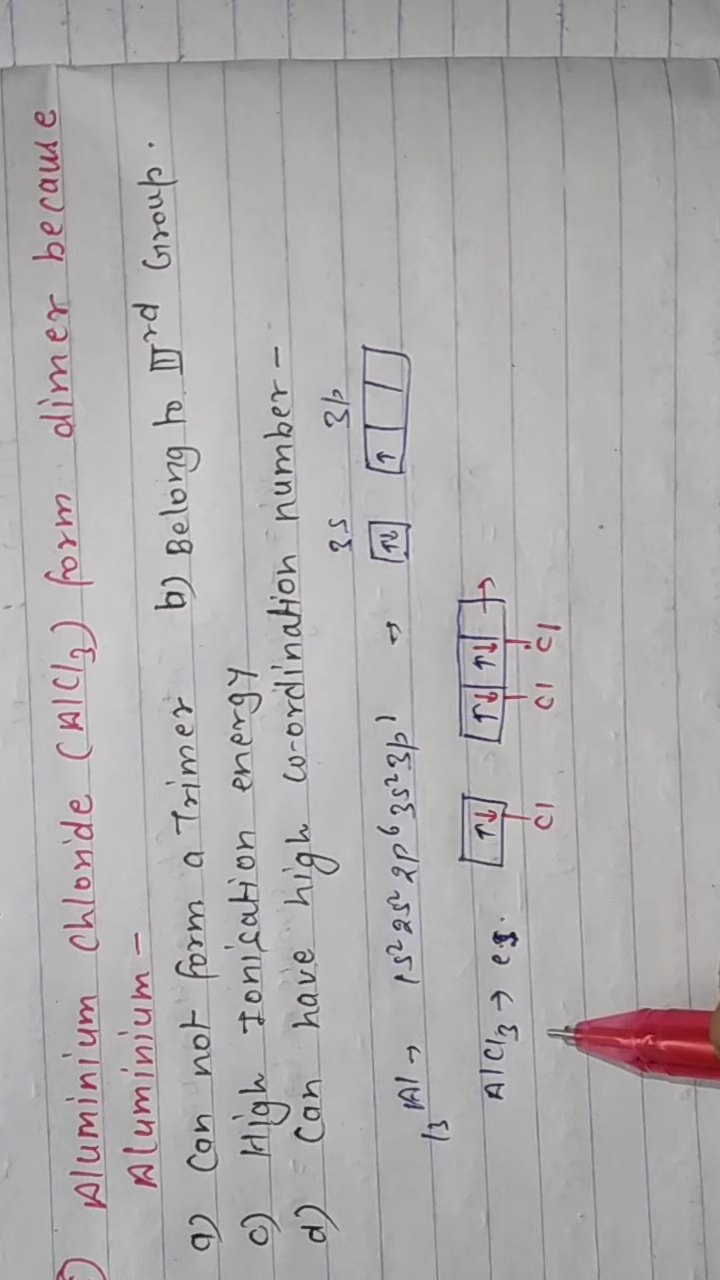 Aluminium Chloride (AlCl₃) form dimer because
Aluminium -
a) Can not form a Trimer b) Belong to IIIrd Group.
c) High Ionisation energy
d) Can have high co-ordination number -
3s 3p
₁₃Al → 1s² 2s² 2p⁶ 3s² 3p¹ → ↑↓ ↑
AlCl₃ → e.s. ↑↓ ↑↓ ↑↓ →
Cl Cl Cl